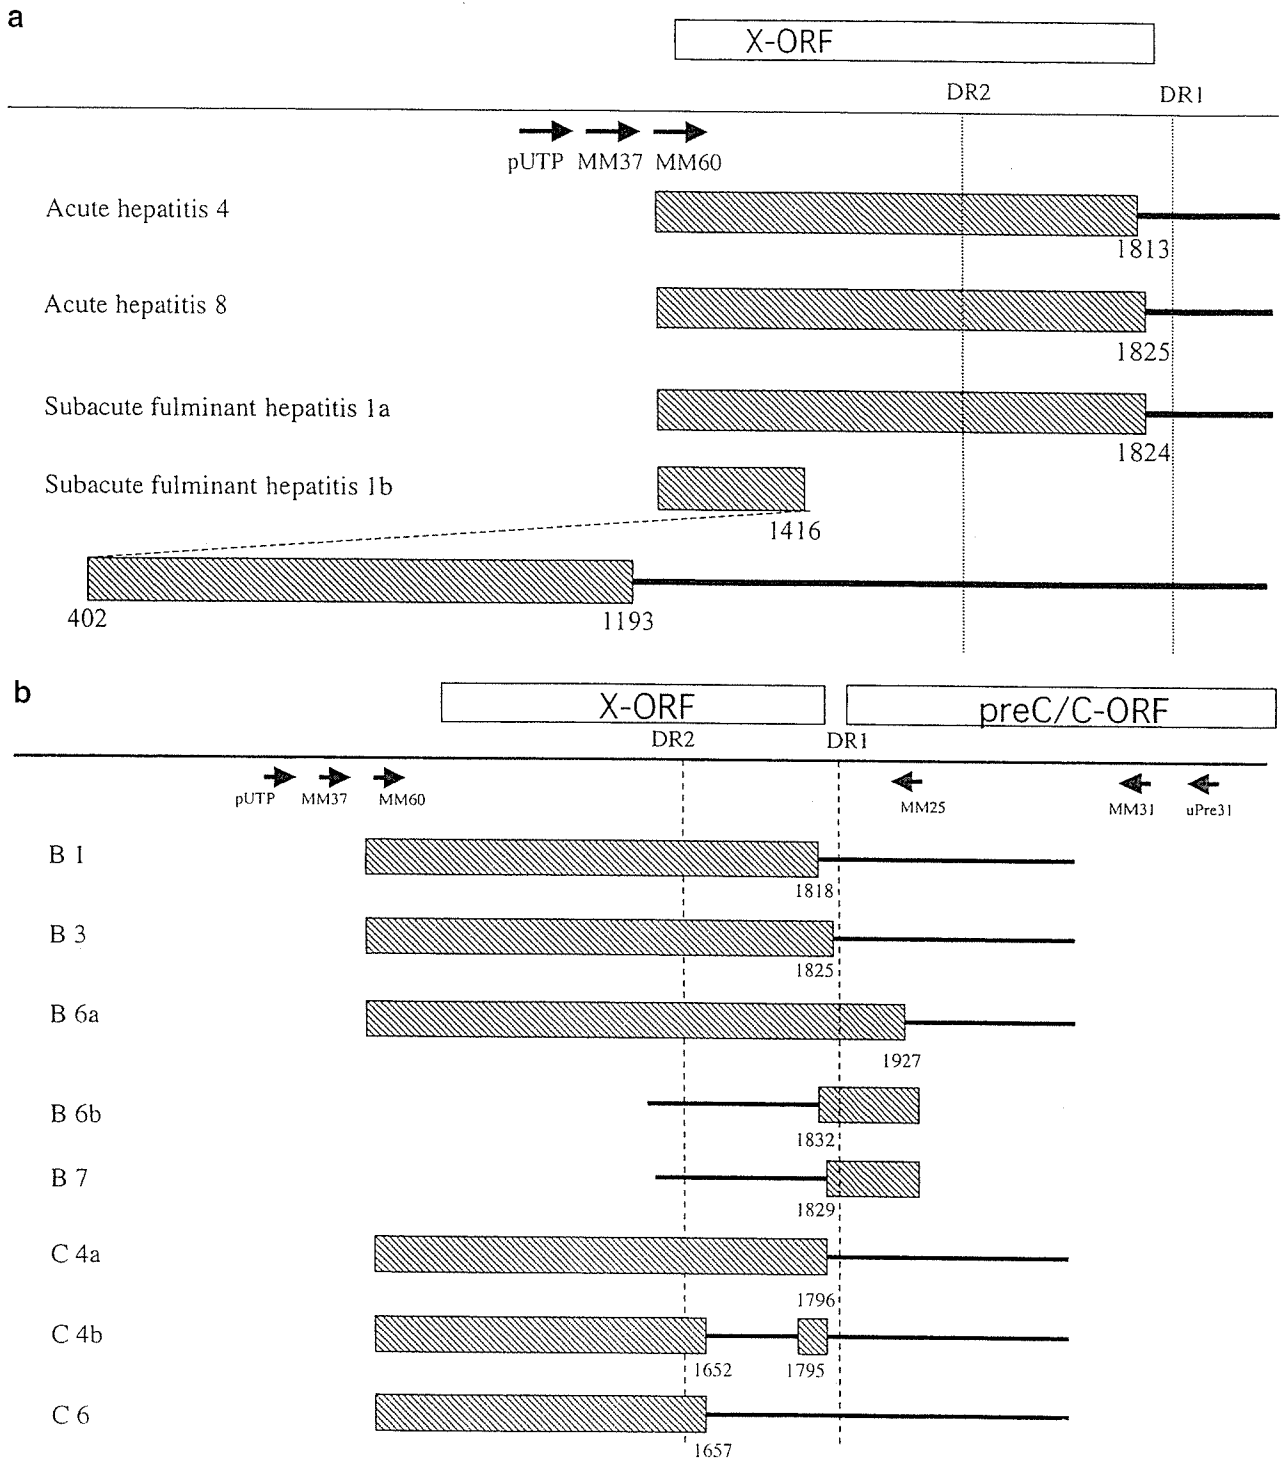 a
X-ORF
DR2 DR1
pUTP MM37 MM60
Acute hepatitis 4
1813
Acute hepatitis 8
1825
Subacute fulminant hepatitis 1a
1824
Subacute fulminant hepatitis 1b
1416
402 1193
b
X-ORF preC/C-ORF
DR2 DR1
pUTP MM37 MM60 MM25 MM31 uPre31
B 1
1818
B 3
1825
B 6a
1927
B 6b
1832
B 7
1829
C 4a
1796
C 4b
1652 1795
C 6
1657